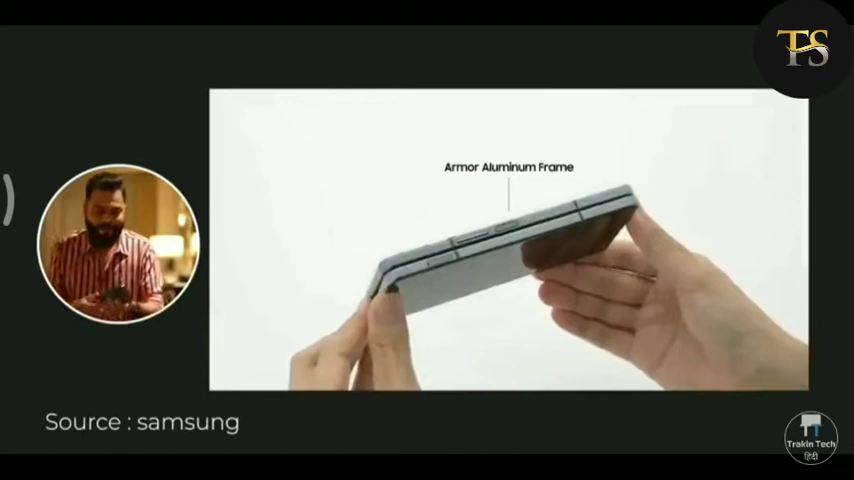 TS
Armor Aluminum Frame
Source : samsung
TrakIn Tech
हिंदी